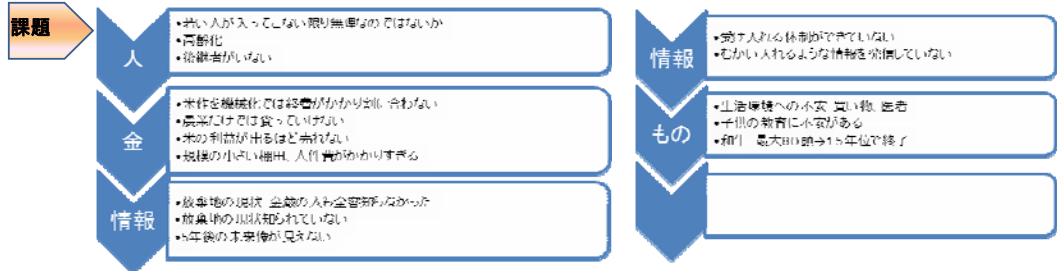 課題
人
•若い人が入ってこない限り無理なのではないか
•高齢化
•後継者がいない
金
•米作を機械化では経費がかかり割に合わない
•農業だけでは食っていけない
•米の利益が出るほど売れない
•規模の小さい棚田、人件費がかかりすぎる
情報
•放棄地の現状 の人も全容知らなかった
•放棄地の現状知られていない
•5年後の未来像が見えない
情報
•受け入れる体制ができていない
•むかい入れるような情報を発信していない
もの
•生活環境への不安 買い物、医者
•子供の教育に不安がある
•和牛 最大80頭→15年位で終了